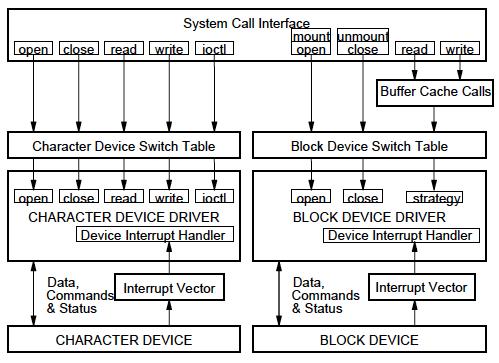 System Call Interface
open close read write ioctl
mount unmount
open close read write
Buffer Cache Calls
Character Device Switch Table
Block Device Switch Table
open close read write ioctl
open close strategy
CHARACTER DEVICE DRIVER
BLOCK DEVICE DRIVER
Device Interrupt Handler
Device Interrupt Handler
Data,
Commands
& Status
Interrupt Vector
Data,
Commands
& Status
Interrupt Vector
CHARACTER DEVICE
BLOCK DEVICE